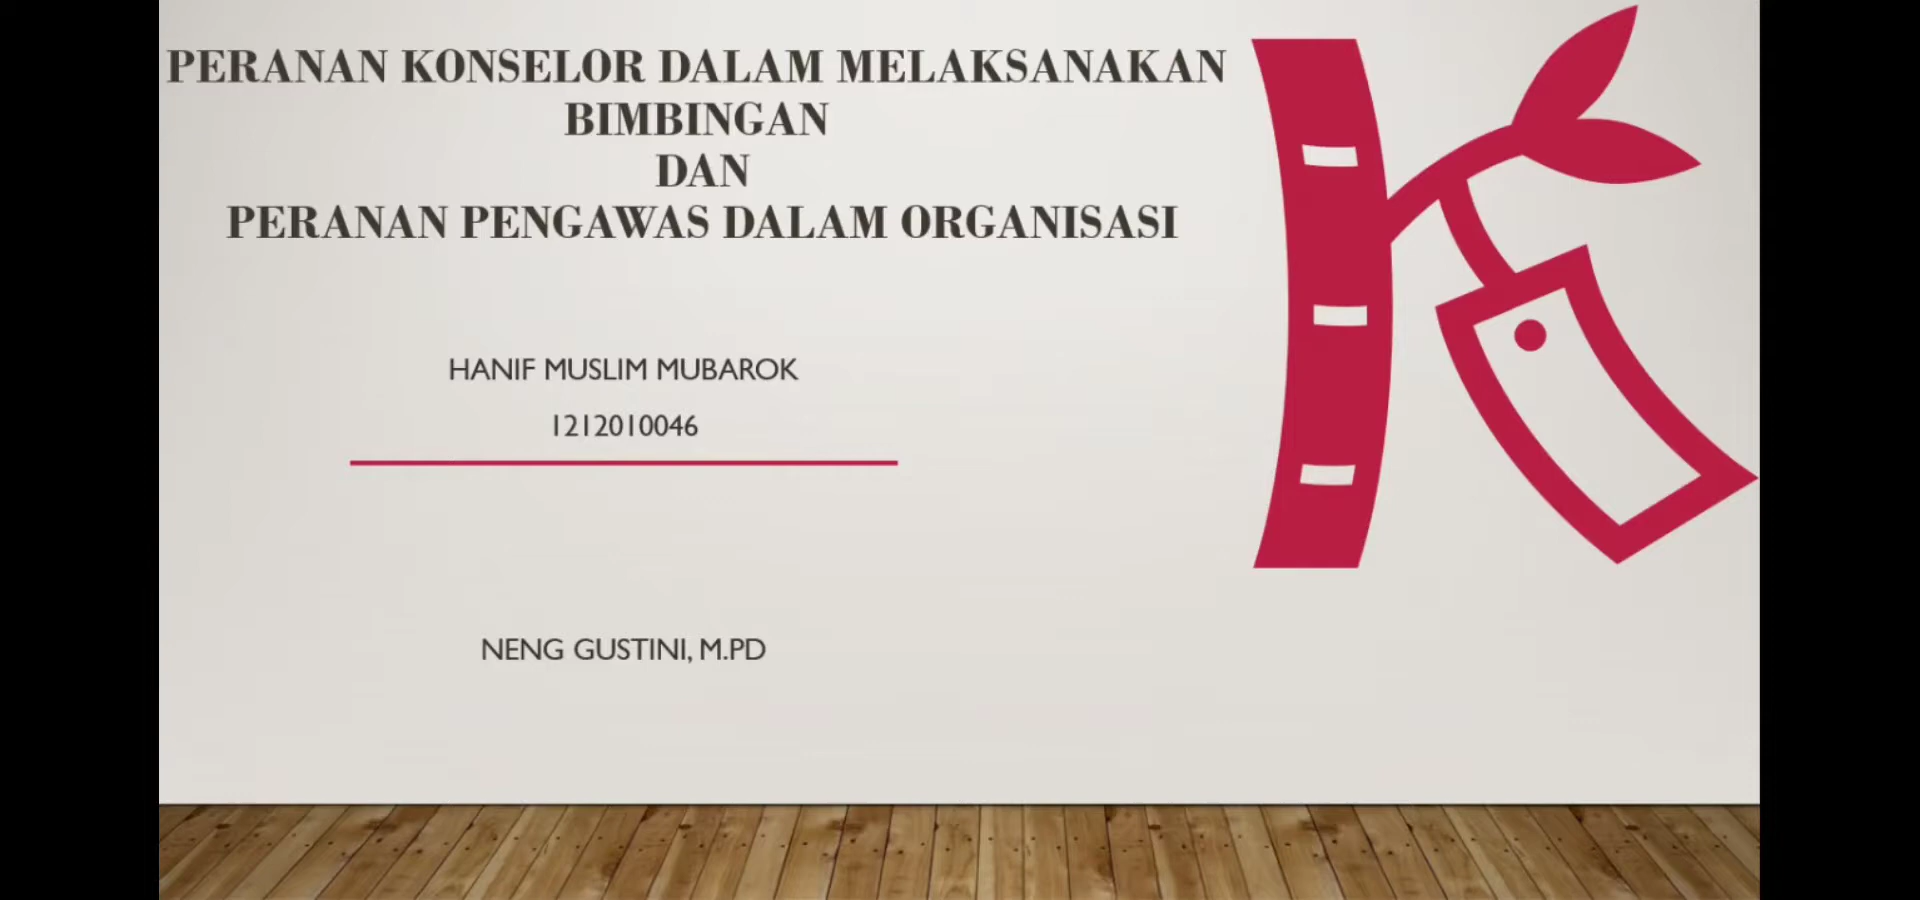 PERANAN KONSELOR DALAM MELAKSANAKAN
BIMBINGAN
DAN
PERANAN PENGAWAS DALAM ORGANISASI
HANIF MUSLIM MUBAROK
1212010046
NENG GUSTINI, M.PD